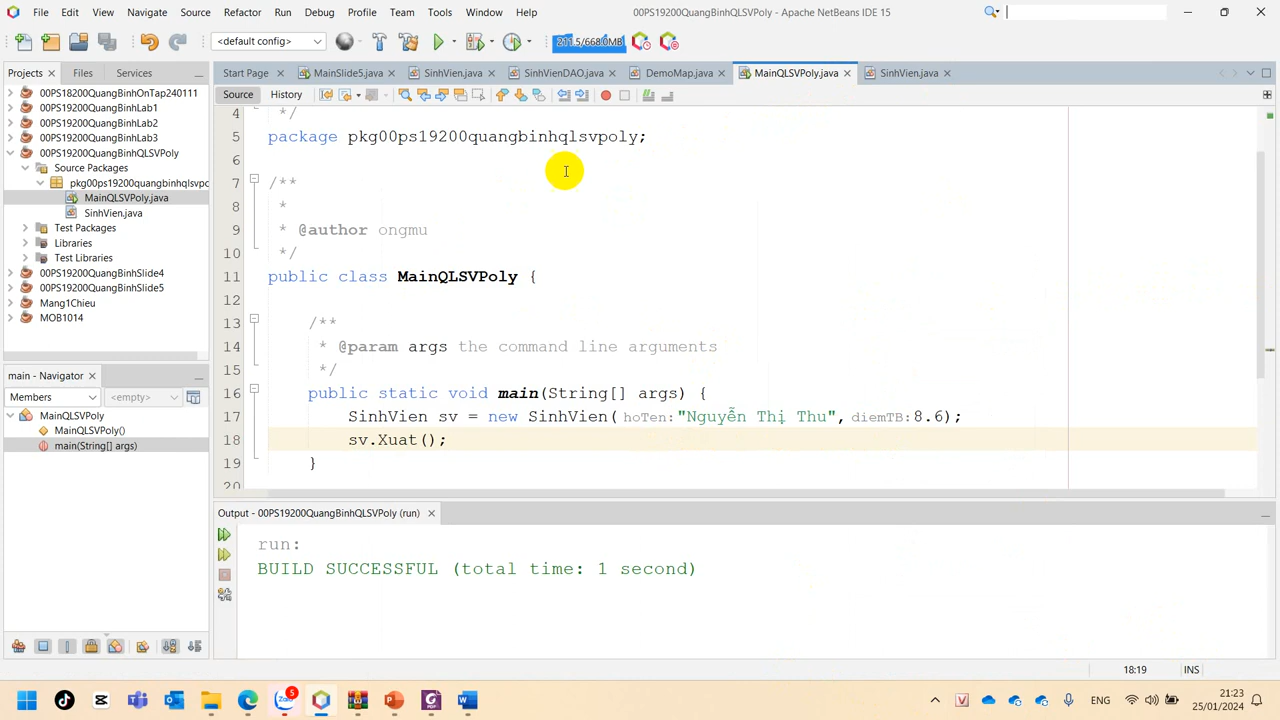 File Edit View Navigate Source Refactor Run Debug Profile Team Tools Window Help 00PS19200QuangBinhQLSVPoly - Apache NetBeans IDE 15
<default config> 211.5/668.0MB
Projects Files Services
Start Page MainSlide5.java SinhVien.java SinhVienDAO.java DemoMap.java MainQLSVPoly.java SinhVien.java
Source History
00PS18200QuangBinhOnTap240111
00PS19200QuangBinhLab1
00PS19200QuangBinhLab2
00PS19200QuangBinhLab3
00PS19200QuangBinhQLSVPoly
Source Packages
pkg00ps19200quangbinhqlsvpo
MainQLSVPoly.java
SinhVien.java
Test Packages
Libraries
Test Libraries
00PS19200QuangBinhSlide4
00PS19200QuangBinhSlide5
Mang1Chieu
MOB1014
main - Navigator
Members <empty>
MainQLSVPoly
MainQLSVPoly()
main(String[] args)
4 */
5 package pkg00ps19200quangbinhqlsvpoly;
6
7 /**
8 *
9 * @author ongmu
10 */
11 public class MainQLSVPoly {
12
13 /**
14 * @param args the command line arguments
15 */
16 public static void main(String[] args) {
17 SinhVien sv = new SinhVien(hoTen:"Nguyễn Thị Thu",diemTB:8.6);
18 sv.Xuat();
19 }
20
Output - 00PS19200QuangBinhQLSVPoly (run)
run:
BUILD SUCCESSFUL (total time: 1 second)
18:19 INS
Zalo 5
ENG
21:23
25/01/2024